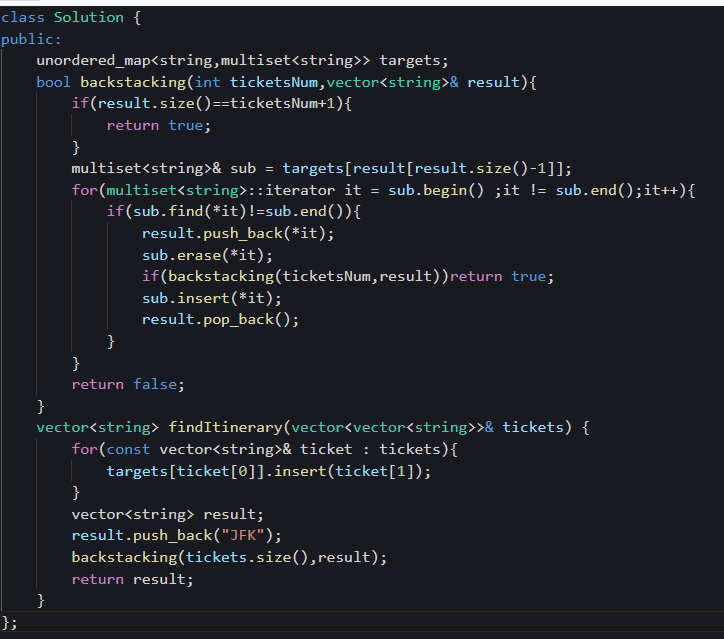 class Solution {
public:
    unordered_map<string,multiset<string>> targets;
    bool backstacking(int ticketsNum,vector<string>& result){
        if(result.size()==ticketsNum+1){
            return true;
        }
        multiset<string>& sub = targets[result[result.size()-1]];
        for(multiset<string>::iterator it = sub.begin() ;it != sub.end();it++){
            if(sub.find(*it)!=sub.end()){
                result.push_back(*it);
                sub.erase(*it);
                if(backstacking(ticketsNum,result))return true;
                sub.insert(*it);
                result.pop_back();
            }
        }
        return false;
    }
    vector<string> findItinerary(vector<vector<string>>& tickets) {
        for(const vector<string>& ticket : tickets){
            targets[ticket[0]].insert(ticket[1]);
        }
        vector<string> result;
        result.push_back("JFK");
        backstacking(tickets.size(),result);
        return result;
    }
};